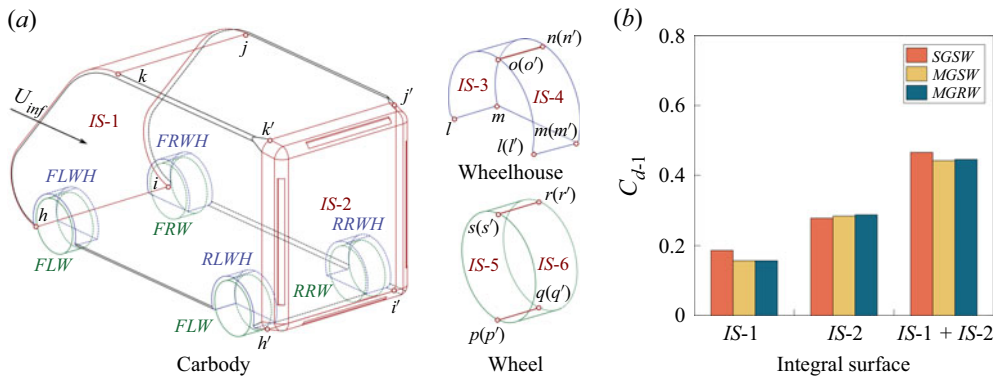 (a)
j
k
U_inf
IS-1
j'
k'
FLWH
FRWH
i
h
IS-2
FRW
RRWH
RLWH
FLW
RRW
FLW
i'
h'
Carbody
n(n')
o(o')
IS-3
IS-4
l
m
m(m')
l(l')
Wheelhouse
r(r')
s(s')
IS-5
IS-6
q(q')
p(p')
Wheel
(b)
0.8
SGSW
MGSW
MGRW
0.6
C_{d-1}
0.4
0.2
0
IS-1
IS-2
IS-1 + IS-2
Integral surface